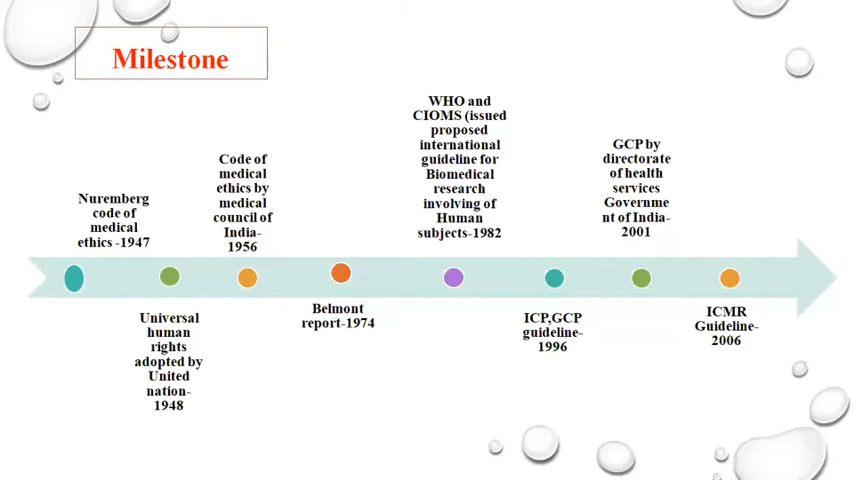 Milestone
Nuremberg
code of
medical
ethics -1947
Universal
human
rights
adopted by
United
nation-
1948
Code of
medical
ethics by
medical
council of
India-
1956
Belmont
report-1974
WHO and
CIOMS (issued
proposed
international
guideline for
Biomedical
research
involving of
Human
subjects-1982
ICP,GCP
guideline-
1996
GCP by
directorate
of health
services
Governme
nt of India-
2001
ICMR
Guideline-
2006